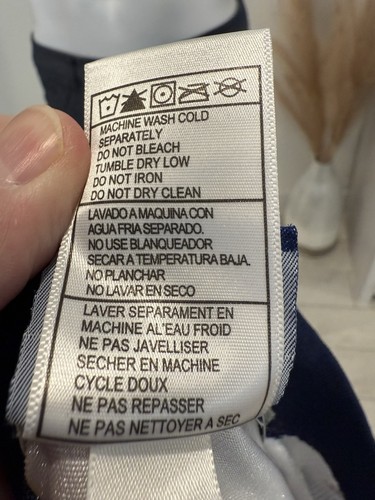 MACHINE WASH COLD
SEPARATELY
DO NOT BLEACH
TUMBLE DRY LOW
DO NOT IRON
DO NOT DRY CLEAN
LAVADO A MAQUINA CON
AGUA FRIA SEPARADO.
NO USE BLANQUEADOR
SECAR A TEMPERATURA BAJA.
NO PLANCHAR
NO LAVAR EN SECO
LAVER SEPARAMENT EN
MACHINE AL'EAU FROID
NE PAS JAVELLISER
SECHER EN MACHINE
CYCLE DOUX
NE PAS REPASSER
NE PAS NETTOYER A SEC